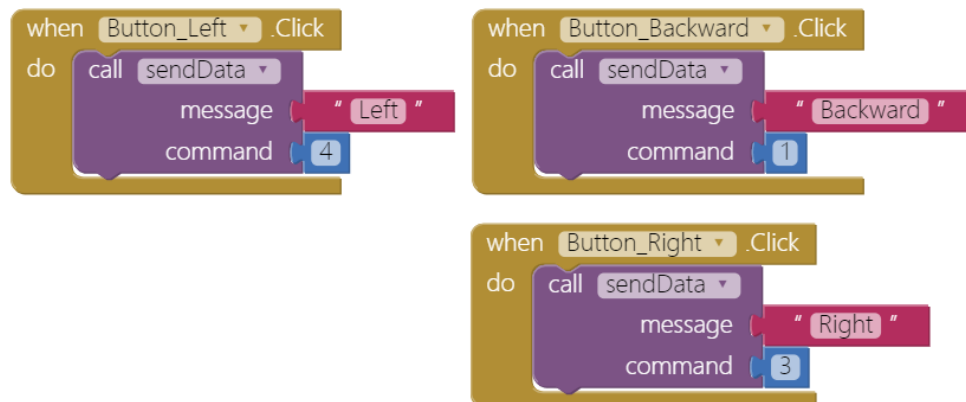 when Button_Left .Click
do call sendData
message " Left "
command 4
when Button_Backward .Click
do call sendData
message " Backward "
command 1
when Button_Right .Click
do call sendData
message " Right "
command 3